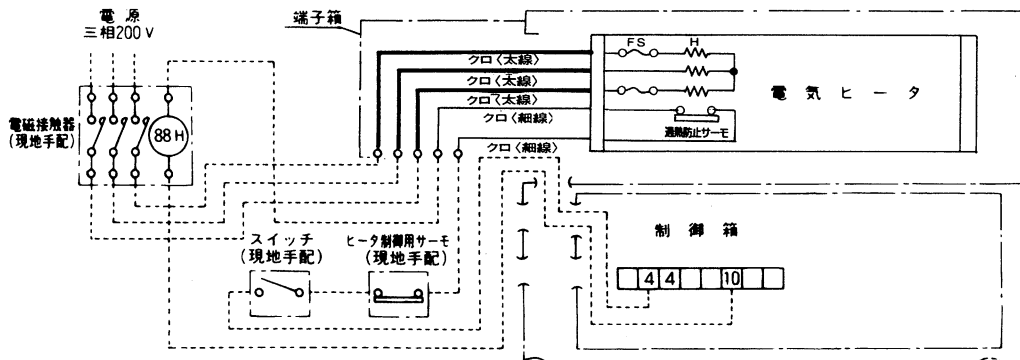 電源
三相200V
電磁接触器
(現地手配)
88H
端子箱
クロ〈太線〉
クロ〈太線〉
クロ〈太線〉
クロ〈細線〉
クロ〈細線〉
FS
H
電気ヒータ
過熱防止サーモ
スイッチ
(現地手配)
ヒータ制御用サーモ
(現地手配)
制御箱
4 4 10